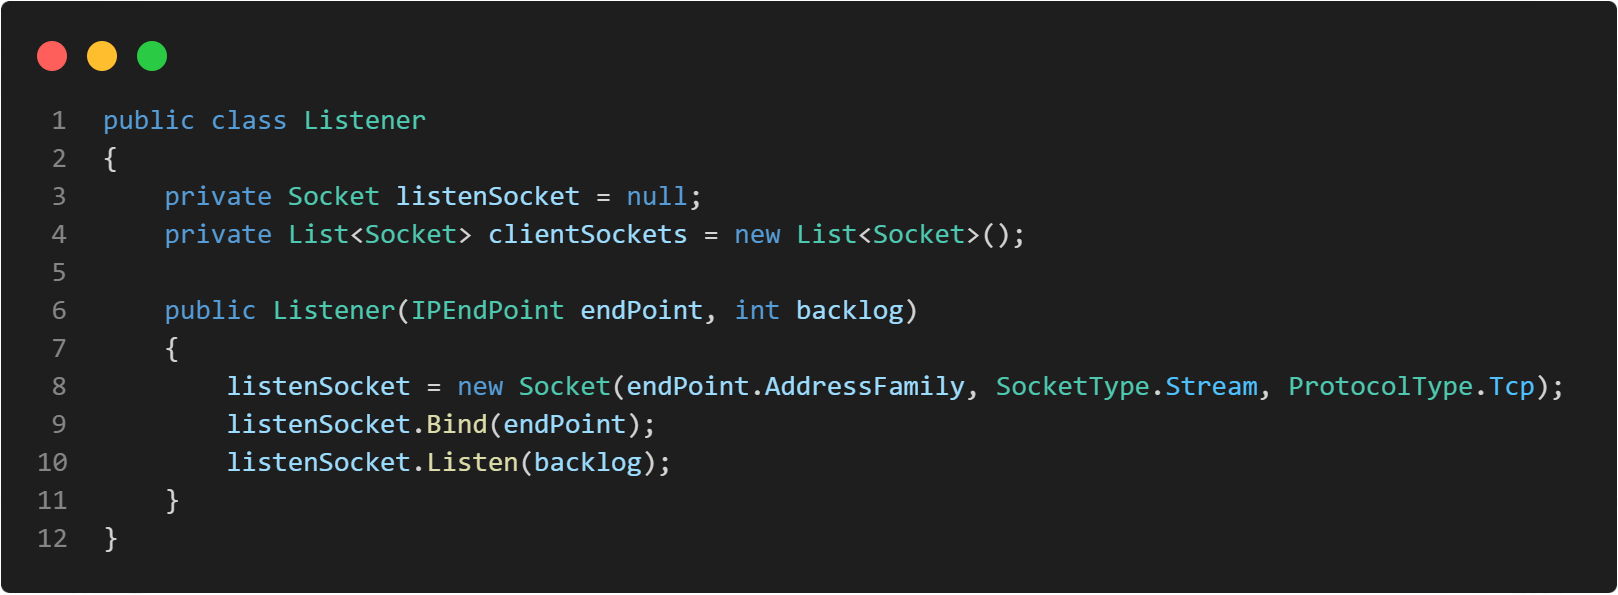 1 public class Listener
2 {
3     private Socket listenSocket = null;
4     private List<Socket> clientSockets = new List<Socket>();
5
6     public Listener(IPEndPoint endPoint, int backlog)
7     {
8         listenSocket = new Socket(endPoint.AddressFamily, SocketType.Stream, ProtocolType.Tcp);
9         listenSocket.Bind(endPoint);
10         listenSocket.Listen(backlog);
11     }
12 }